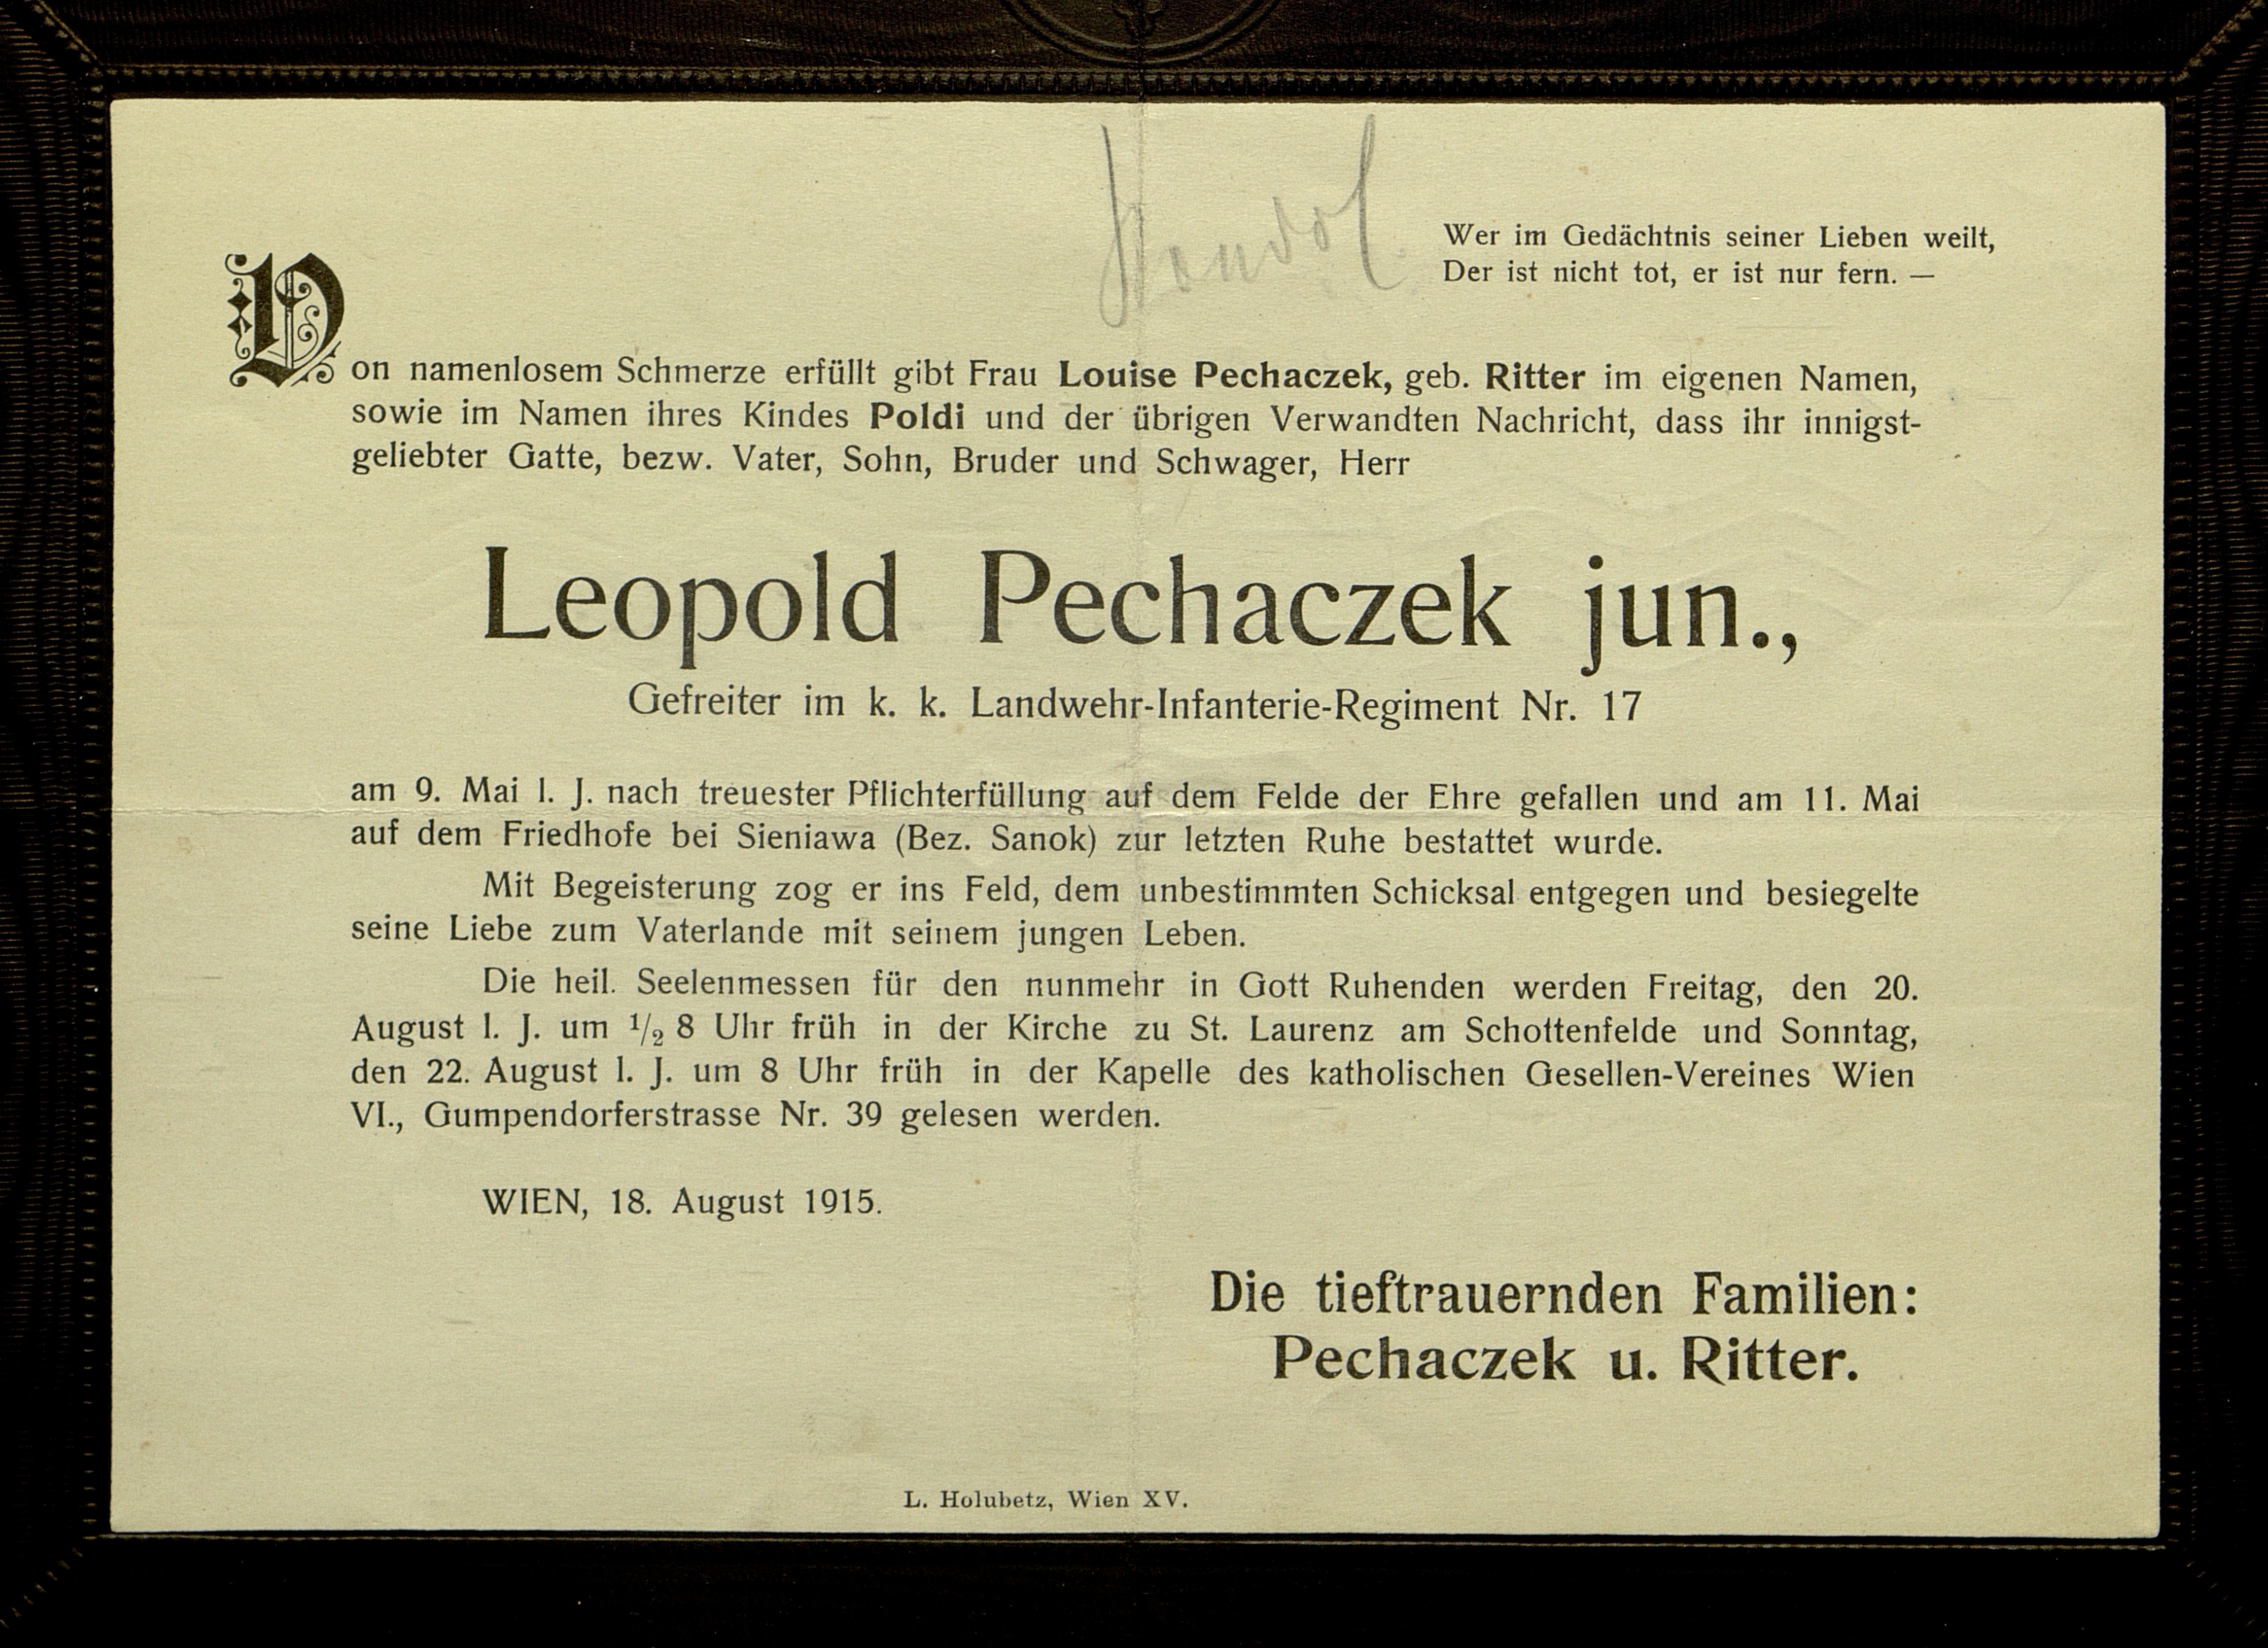 Wer im Gedächtnis seiner Lieben weilt,
Der ist nicht tot, er ist nur fern. —
Von namenlosem Schmerze erfüllt gibt Frau Louise Pechaczek, geb. Ritter im eigenen Namen,
sowie im Namen ihres Kindes Poldi und der übrigen Verwandten Nachricht, dass ihr innigst-
geliebter Gatte, bezw. Vater, Sohn, Bruder und Schwager, Herr
Leopold Pechaczek jun.,
Gefreiter im k. k. Landwehr-Infanterie-Regiment Nr. 17
am 9. Mai l. J. nach treuester Pflichterfüllung auf dem Felde der Ehre gefallen und am 11. Mai
auf dem Friedhofe bei Sieniawa (Bez. Sanok) zur letzten Ruhe bestattet wurde.
Mit Begeisterung zog er ins Feld, dem unbestimmten Schicksal entgegen und besiegelte
seine Liebe zum Vaterlande mit seinem jungen Leben.
Die heil. Seelenmessen für den nunmehr in Gott Ruhenden werden Freitag, den 20.
August l. J. um 1/2 8 Uhr früh in der Kirche zu St. Laurenz am Schottenfelde und Sonntag,
den 22. August l. J. um 8 Uhr früh in der Kapelle des katholischen Gesellen-Vereines Wien
VI., Gumpendorferstrasse Nr. 39 gelesen werden.
WIEN, 18. August 1915.
Die tieftrauernden Familien:
Pechaczek u. Ritter.
L. Holubetz, Wien XV.